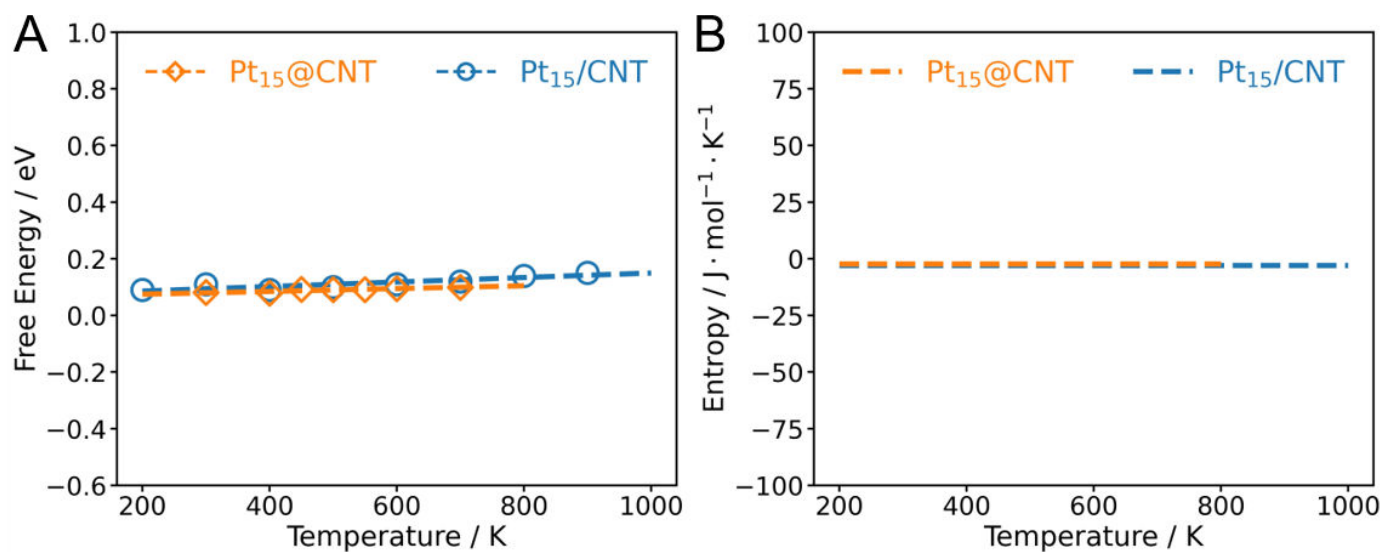 A
Free Energy / eV
1.0
0.8
0.6
0.4
0.2
0.0
−0.2
−0.4
−0.6
Pt₁₅@CNT Pt₁₅/CNT
200 400 600 800 1000
Temperature / K
B
Entropy / J·mol⁻¹·K⁻¹
100
75
50
25
0
−25
−50
−75
−100
Pt₁₅@CNT Pt₁₅/CNT
200 400 600 800 1000
Temperature / K